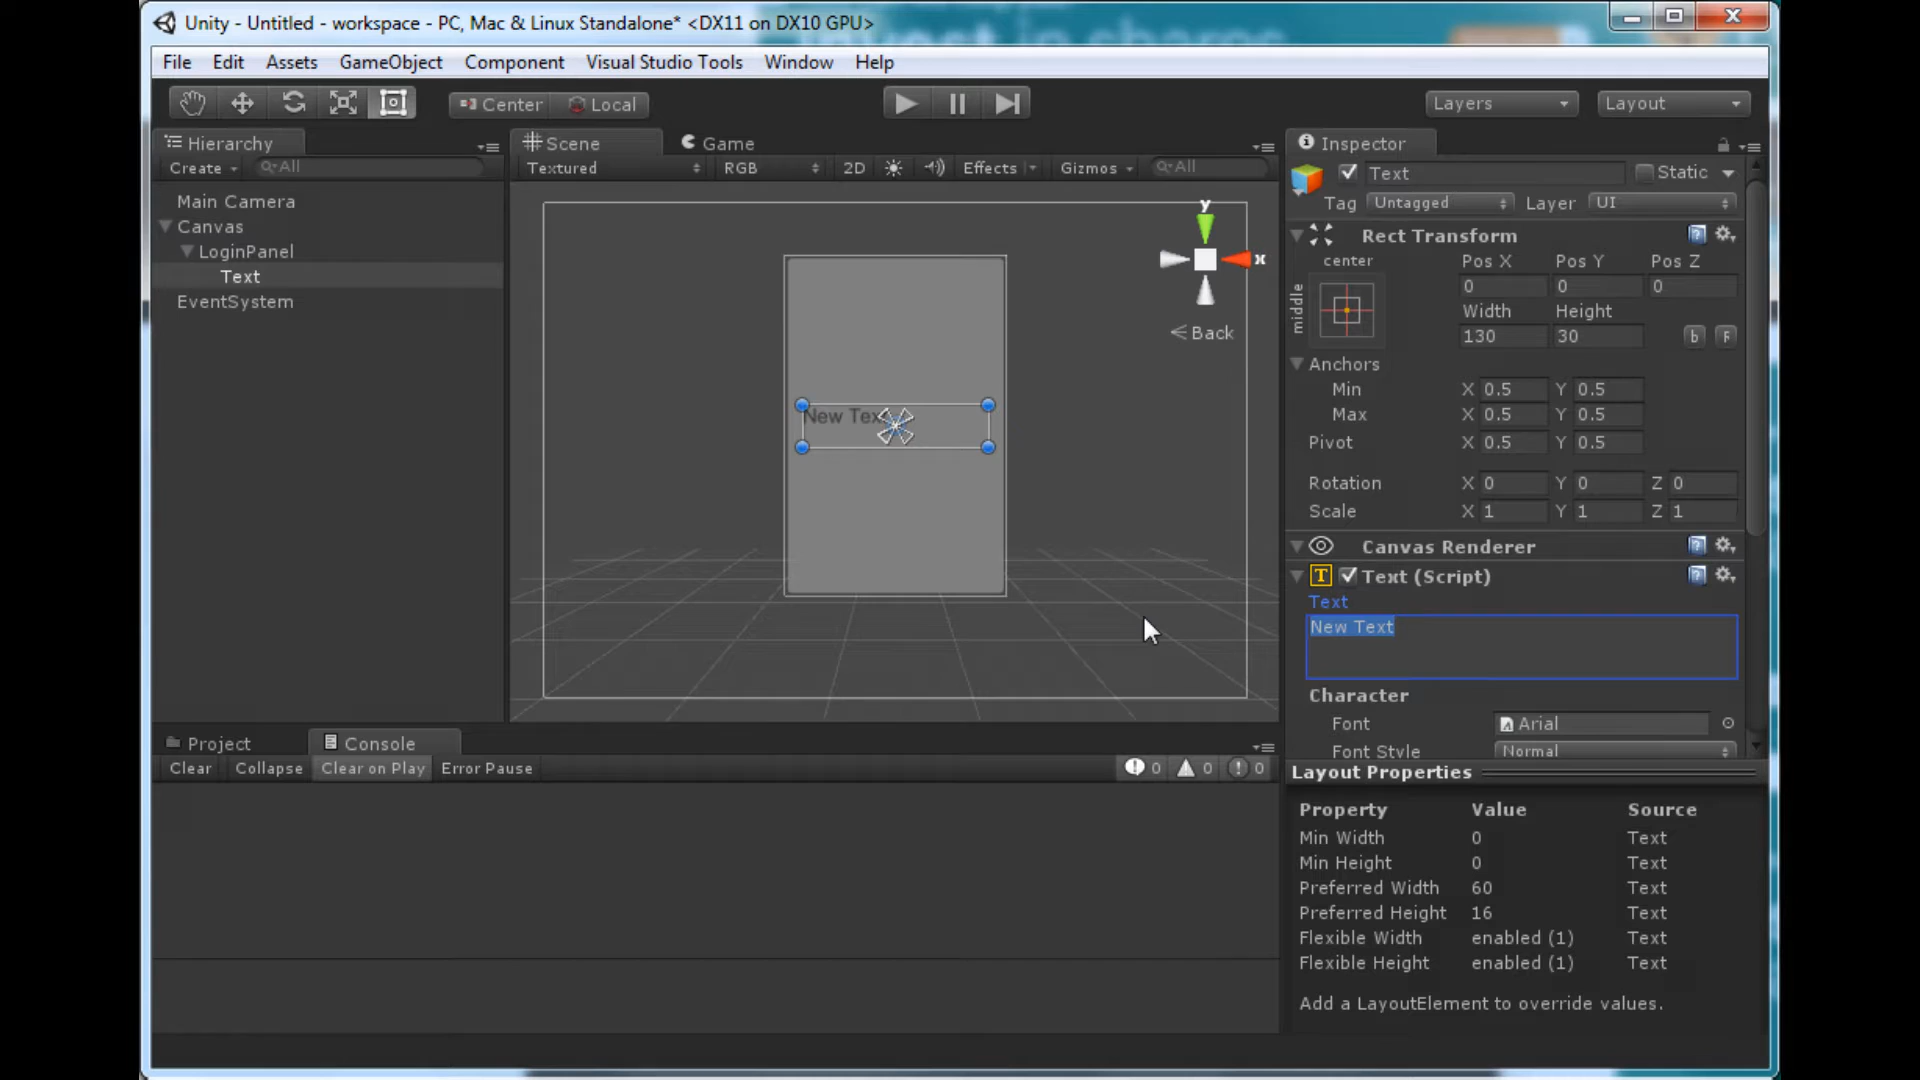 Unity - Untitled - workspace - PC, Mac & Linux Standalone* <DX11 on DX10 GPU>
File Edit Assets GameObject Component Visual Studio Tools Window Help
Center Local Layers Layout
Hierarchy
Create All
Main Camera
Canvas
LoginPanel
Text
EventSystem
Scene Game
Textured RGB 2D Effects Gizmos All
y
x
Back
New Tex
Inspector
Text Static
Tag Untagged Layer UI
Rect Transform
center Pos X Pos Y Pos Z
middle 0 0 0
Width Height
130 30 b R
Anchors
Min X 0.5 Y 0.5
Max X 0.5 Y 0.5
Pivot X 0.5 Y 0.5
Rotation X 0 Y 0 Z 0
Scale X 1 Y 1 Z 1
Canvas Renderer
T Text (Script)
Text
New Text
Character
Font Arial
Font Style Normal
Layout Properties
Property Value Source
Min Width 0 Text
Min Height 0 Text
Preferred Width 60 Text
Preferred Height 16 Text
Flexible Width enabled (1) Text
Flexible Height enabled (1) Text
Add a LayoutElement to override values.
Project Console
Clear Collapse Clear on Play Error Pause 0 0 0